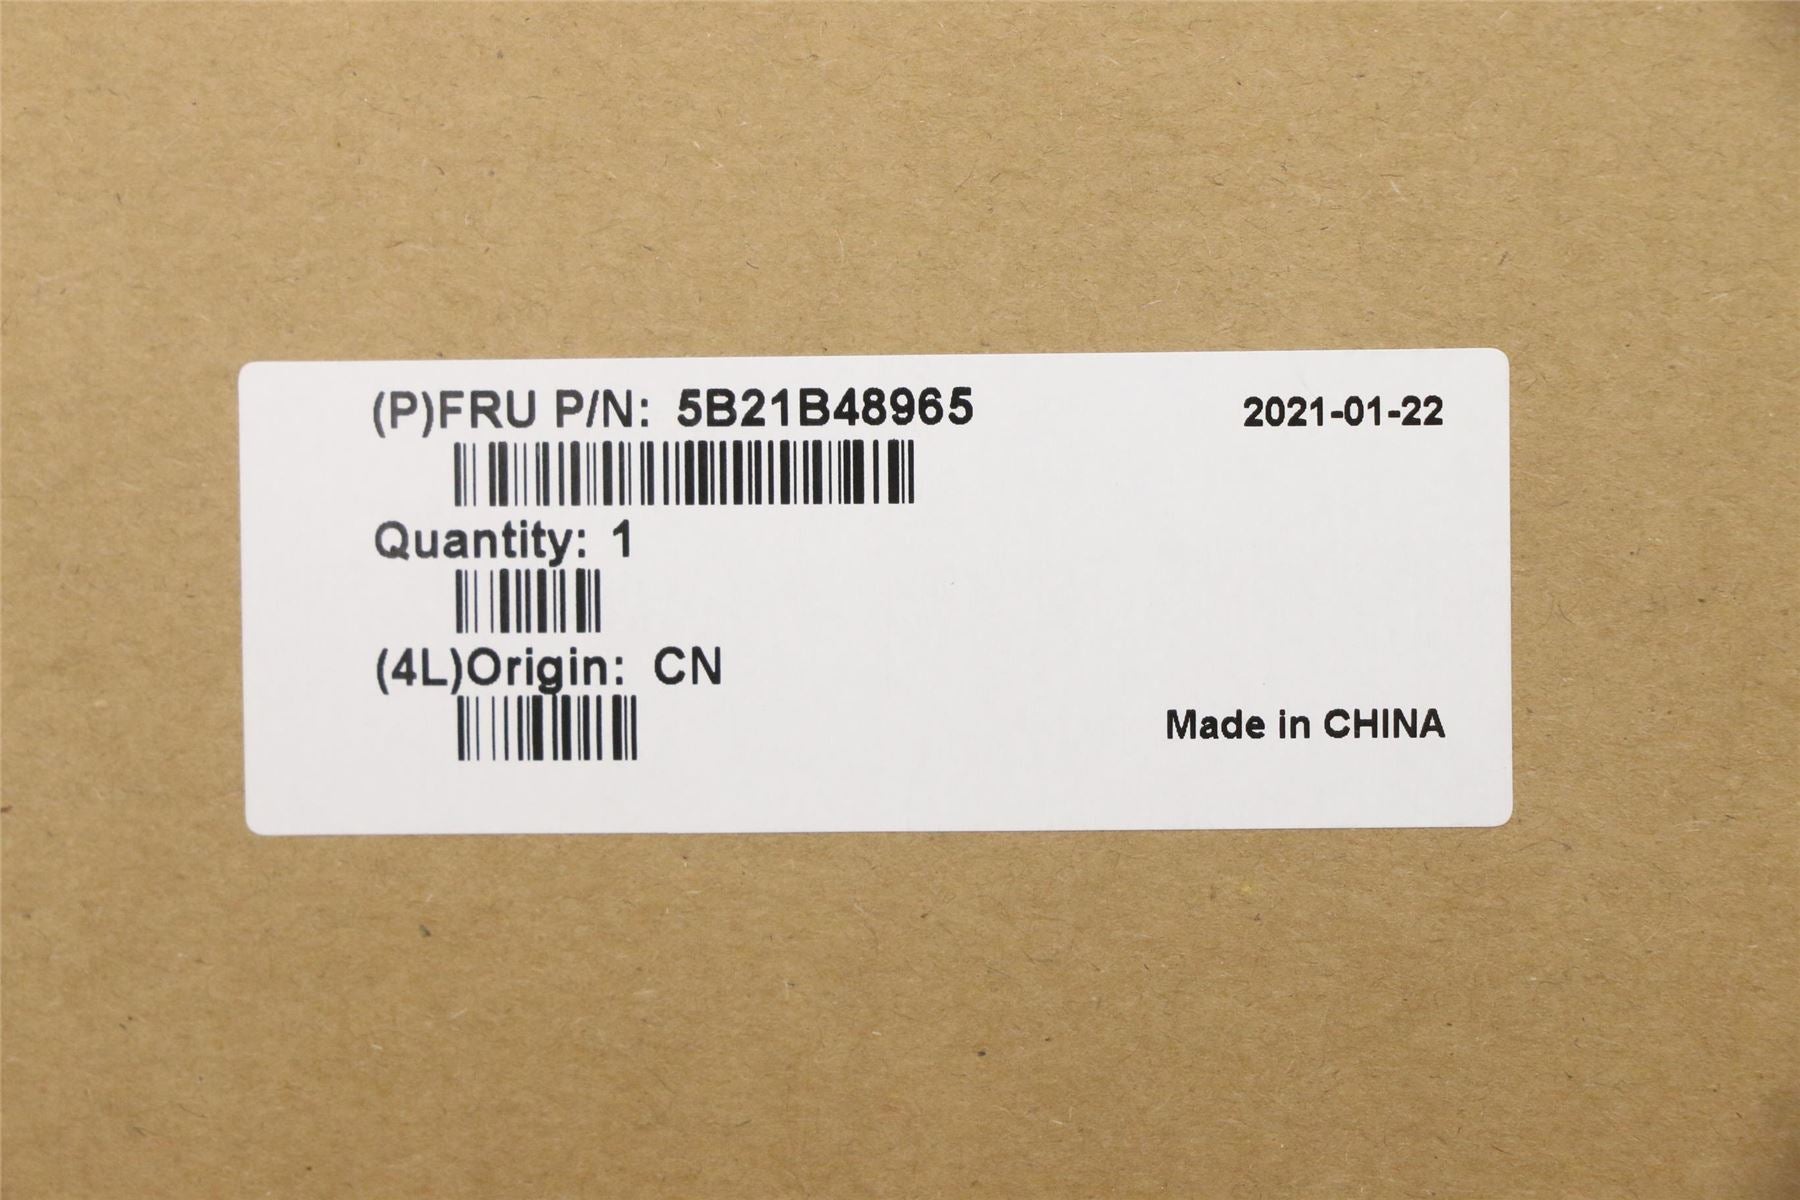 (P)FRU P/N: 5B21B48965
2021-01-22
Quantity: 1
(4L)Origin: CN
Made in CHINA